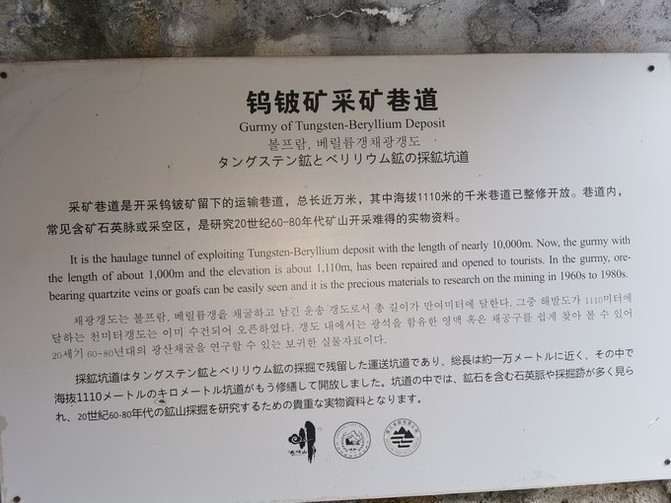 钨铍矿采矿巷道
Gurmy of Tungsten-Beryllium Deposit
볼프람, 베릴륨갱채광갱도
タングステン鉱とベリリウム鉱の採鉱坑道
采矿巷道是开采钨铍矿留下的运输巷道，总长近万米，其中海拔1110米的千米巷道已整修开放。巷道内，
常见含矿石英脉或采空区，是研究20世纪60-80年代矿山开采难得的实物资料。
It is the haulage tunnel of exploiting Tungsten-Beryllium deposit with the length of nearly 10,000m. Now, the gurmy with
the length of about 1,000m and the elevation is about 1,110m, has been repaired and opened to tourists. In the gurmy, ore-
bearing quartzite veins or goafs can be easily seen and it is the precious materials to research on the mining in 1960s to 1980s.
채광갱도는 볼프람, 베릴륨갱을 채굴하고 남긴 운송 갱도로서 총 길이가 만여미터에 달한다. 그중 해발도가 1110미터에
달하는 천미터갱도는 이미 수건되어 오픈하였다. 갱도 내에서는 광석을 함유한 영맥 혹은 채공구를 쉽게 찾아 볼 수 있어
20세기 60-80년대의 광산채굴을 연구할 수 있는 보귀한 실물자료이다.
採鉱坑道はタングステン鉱とベリリウム鉱の採掘で残留した運送坑道であり、総長は約一万メートルに近く、その中で
海抜1110メートルのキロメートル坑道がもう修繕して開放しました。坑道の中では、鉱石を含む石英脈や採掘跡が多く見ら
れ、20世紀60-80年代の鉱山採掘を研究するための貴重な実物資料となります。